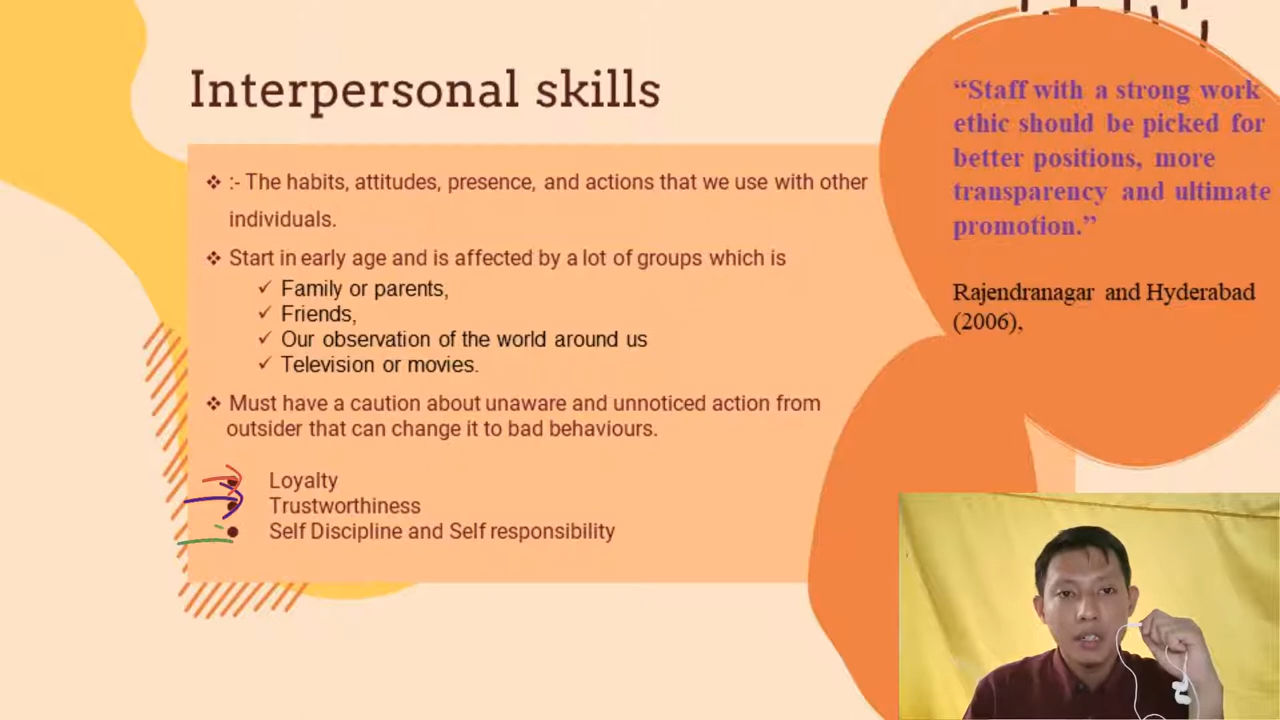 Interpersonal skills
❖ :- The habits, attitudes, presence, and actions that we use with other
individuals.
❖ Start in early age and is affected by a lot of groups which is
✓ Family or parents,
✓ Friends,
✓ Our observation of the world around us
✓ Television or movies.
❖ Must have a caution about unaware and unnoticed action from
outsider that can change it to bad behaviours.
● Loyalty
● Trustworthiness
● Self Discipline and Self responsibility
“Staff with a strong work
ethic should be picked for
better positions, more
transparency and ultimate
promotion.”
Rajendranagar and Hyderabad
(2006),